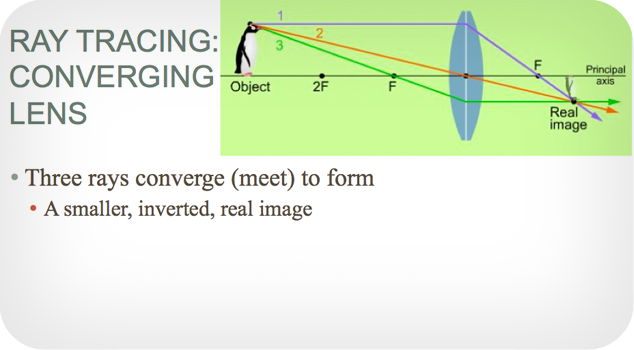 RAY TRACING:
CONVERGING
LENS
1
2
3
Object
2F
F
F
Principal
axis
Real
image
• Three rays converge (meet) to form
• A smaller, inverted, real image